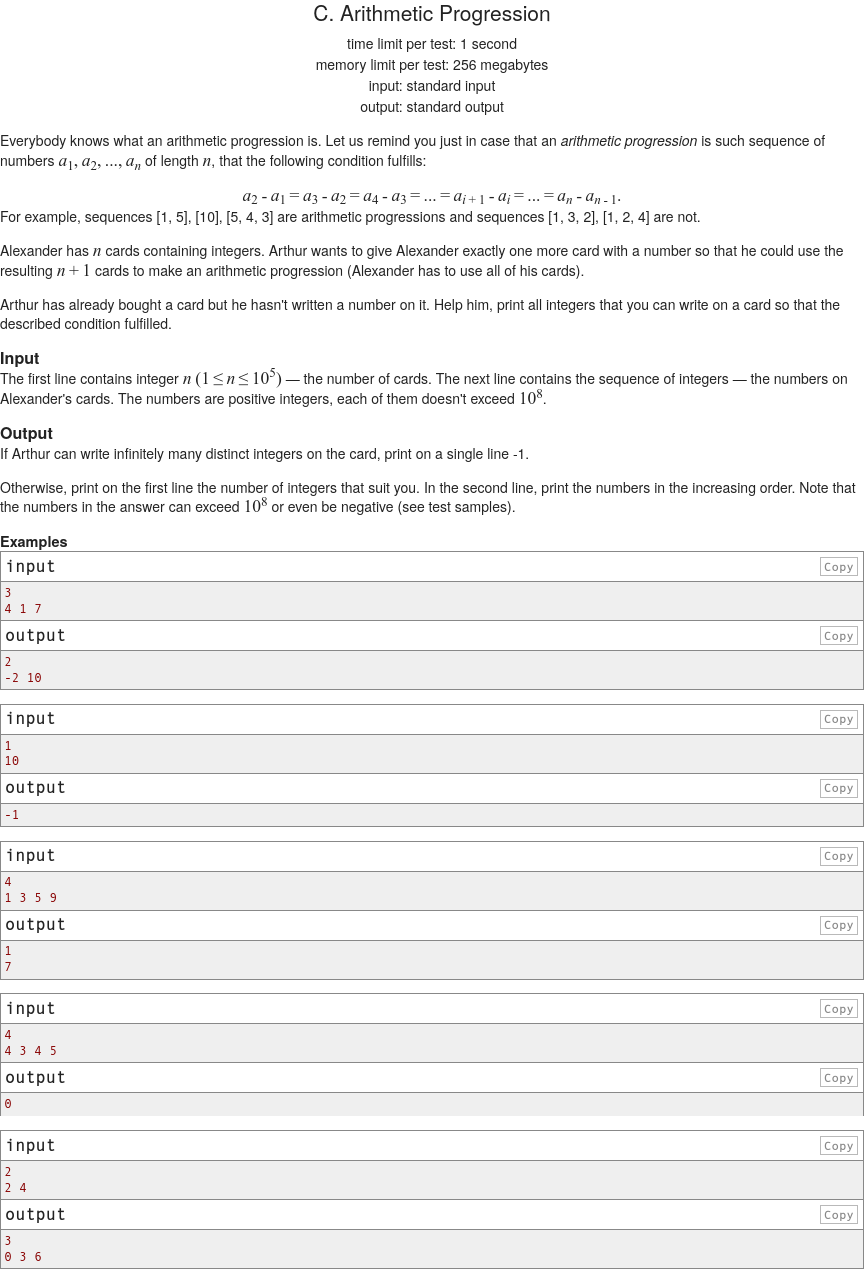 C. Arithmetic Progression
time limit per test: 1 second
memory limit per test: 256 megabytes
input: standard input
output: standard output
Everybody knows what an arithmetic progression is. Let us remind you just in case that an arithmetic progression is such sequence of
numbers a1, a2, ..., an of length n, that the following condition fulfills:
a2 - a1 = a3 - a2 = a4 - a3 = ... = ai + 1 - ai = ... = an - an - 1.
For example, sequences [1, 5], [10], [5, 4, 3] are arithmetic progressions and sequences [1, 3, 2], [1, 2, 4] are not.
Alexander has n cards containing integers. Arthur wants to give Alexander exactly one more card with a number so that he could use the
resulting n + 1 cards to make an arithmetic progression (Alexander has to use all of his cards).
Arthur has already bought a card but he hasn't written a number on it. Help him, print all integers that you can write on a card so that the
described condition fulfilled.
Input
The first line contains integer n (1 ≤ n ≤ 10^5) — the number of cards. The next line contains the sequence of integers — the numbers on
Alexander's cards. The numbers are positive integers, each of them doesn't exceed 10^8.
Output
If Arthur can write infinitely many distinct integers on the card, print on a single line -1.
Otherwise, print on the first line the number of integers that suit you. In the second line, print the numbers in the increasing order. Note that
the numbers in the answer can exceed 10^8 or even be negative (see test samples).
Examples
input Copy
3
4 1 7
output Copy
2
-2 10
input Copy
1
10
output Copy
-1
input Copy
4
1 3 5 9
output Copy
1
7
input Copy
4
4 3 4 5
output Copy
0
input Copy
2
2 4
output Copy
3
0 3 6